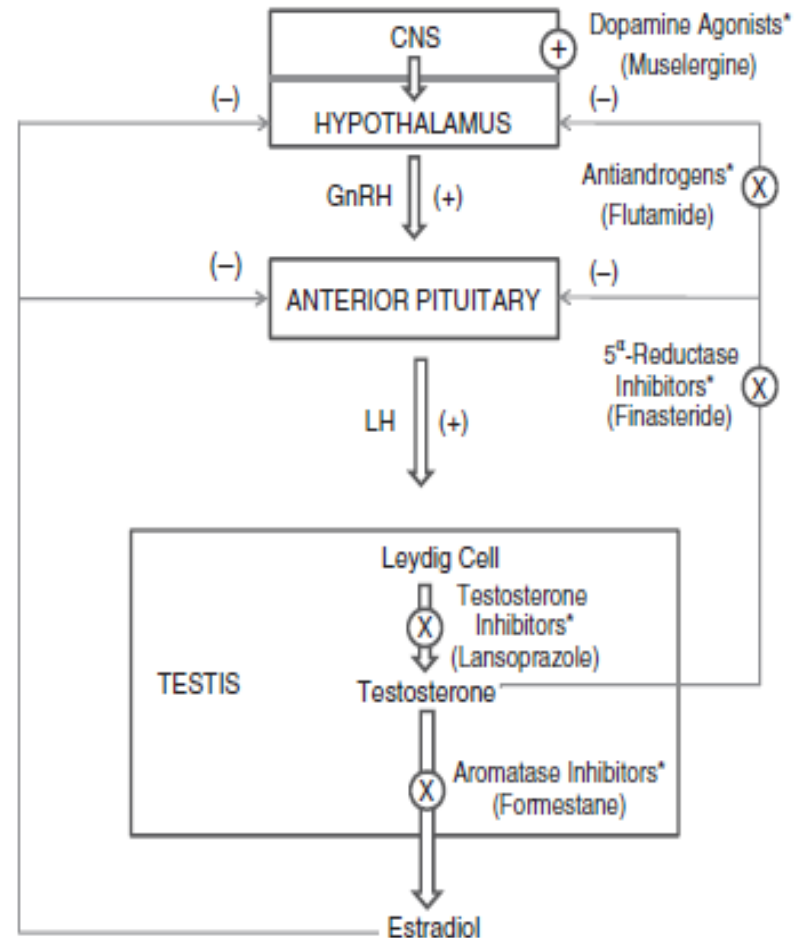 CNS
Dopamine Agonists*
(Muselergine)
(–)
(–)
HYPOTHALAMUS
GnRH
(+)
Antiandrogens*
(Flutamide)
X
(–)
(–)
ANTERIOR PITUITARY
5α-Reductase
Inhibitors*
(Finasteride)
X
LH
(+)
Leydig Cell
Testosterone
Inhibitors*
(Lansoprazole)
X
TESTIS
Testosterone
Aromatase Inhibitors*
(Formestane)
X
Estradiol
+